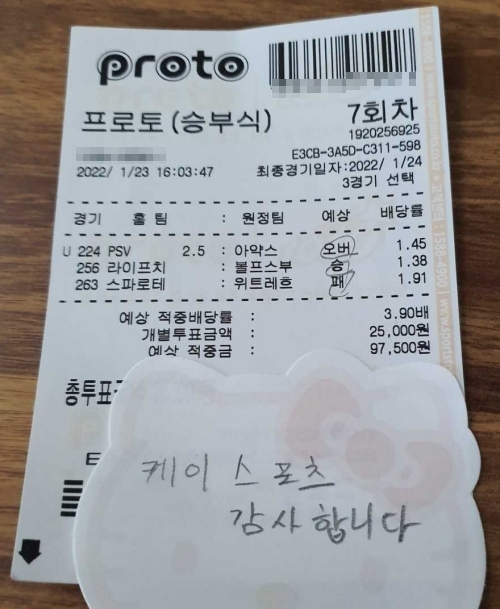 proto
프로토 (승부식) 7회차
1920256925
E3CB-3A5D-C311-598
2022/ 1/23 16:03:47 최종경기일자:2022/ 1/24
3경기 선택
경기 홈 팀 : 원정팀 예상 배당률
U 224 PSV 2.5 : 아약스 오버 1.45
256 라이프치 : 볼프스부 승 1.38
263 스파로테 : 위트레흐 패 1.91
예상 적중배당률 : 3.90배
개별투표금액 : 25,000원
예상 적중금 : 97,500원
총투표
케이 스포츠
감사합니다